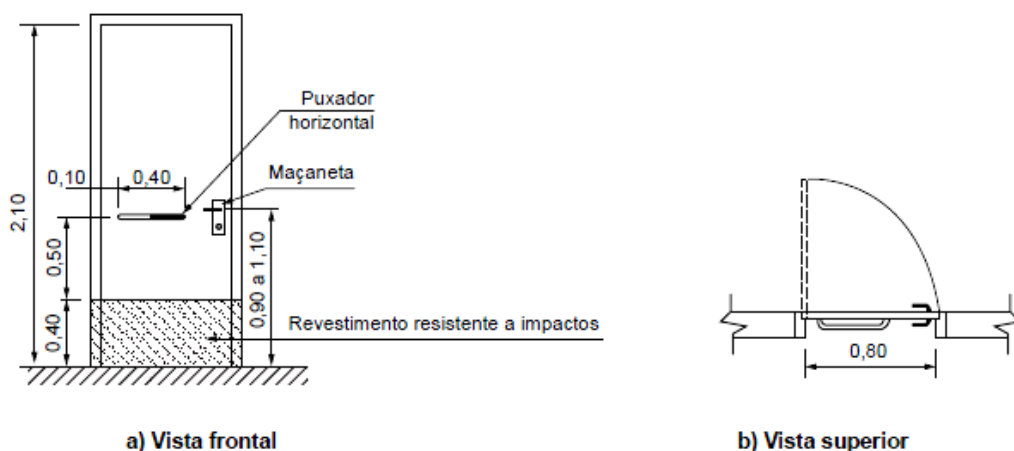 2,10
0,10
0,40
0,50
0,40
0,90 a 1,10
Puxador
horizontal
Maçaneta
Revestimento resistente a impactos
a) Vista frontal
0,80
b) Vista superior